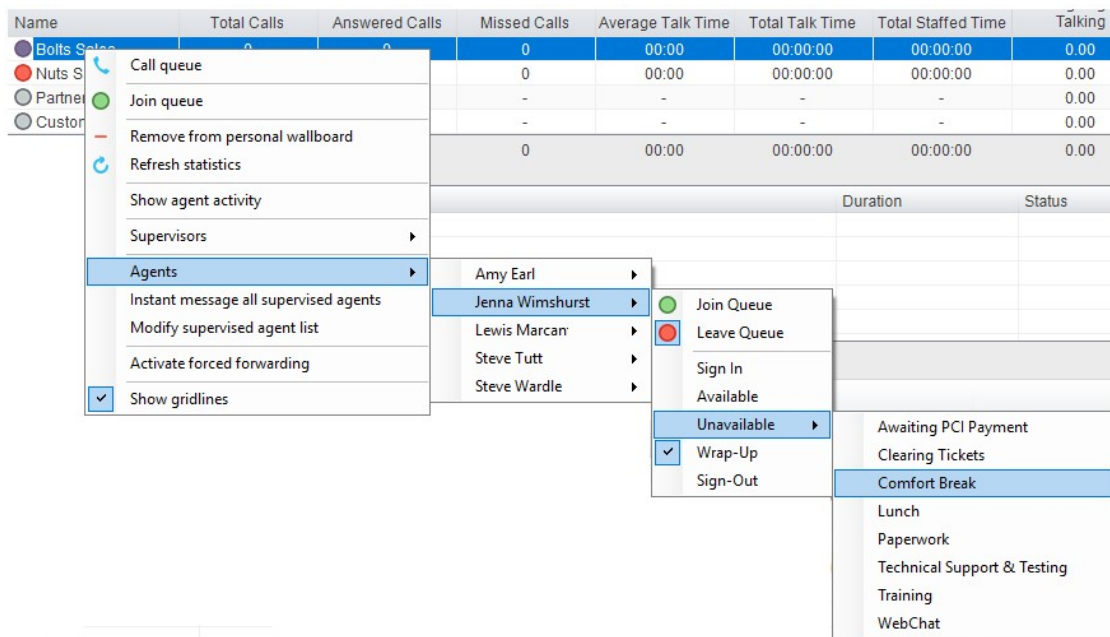 Name Total Calls Answered Calls Missed Calls Average Talk Time Total Talk Time Total Staffed Time Talking
Bolts 0 00:00 00:00:00 00:00:00 0.00
Nuts S 0 00:00 00:00:00 00:00:00 0.00
Partne - - - - 0.00
Custor - - - - 0.00
0 00:00 00:00:00 00:00:00 0.00
Call queue
Join queue
Remove from personal wallboard
Refresh statistics
Show agent activity
Supervisors
Agents
Instant message all supervised agents
Modify supervised agent list
Activate forced forwarding
Show gridlines
Duration Status
Amy Earl
Jenna Wimshurst
Lewis Marcan
Steve Tutt
Steve Wardle
Join Queue
Leave Queue
Sign In
Available
Unavailable
Wrap-Up
Sign-Out
Awaiting PCI Payment
Clearing Tickets
Comfort Break
Lunch
Paperwork
Technical Support & Testing
Training
WebChat